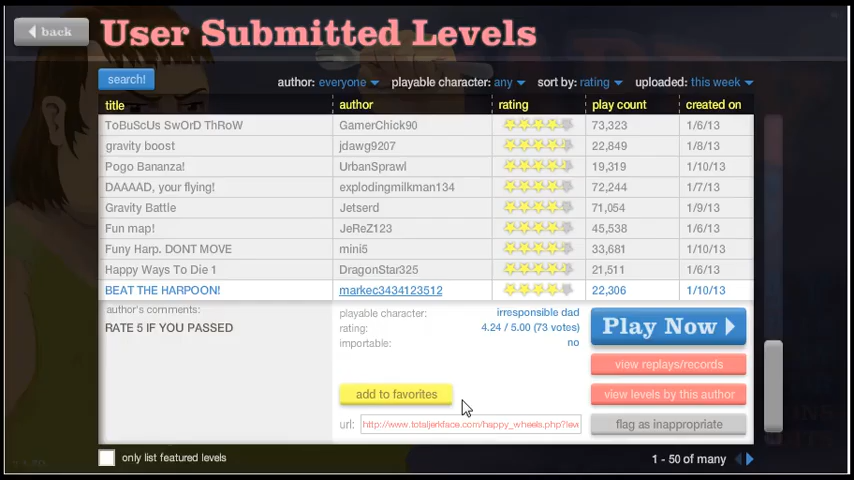 back
User Submitted Levels
search!
author: everyone playable character: any sort by: rating uploaded: this week
title author rating play count created on
ToBuScUs SwOrD ThRoW GamerChick90 73,323 1/6/13
gravity boost jdawg9207 22,849 1/8/13
Pogo Bananza! UrbanSprawl 19,319 1/10/13
DAAAAD, your flying! explodingmilkman134 72,244 1/7/13
Gravity Battle Jetserd 71,054 1/9/13
Fun map! JeReZ123 45,538 1/6/13
Funy Harp. DONT MOVE mini5 33,681 1/10/13
Happy Ways To Die 1 DragonStar325 21,511 1/6/13
BEAT THE HARPOON! markec3434123512 22,306 1/10/13
author's comments:
RATE 5 IF YOU PASSED
playable character: irresponsible dad
rating: 4.24 / 5.00 (73 votes)
importable: no
Play Now
view replays/records
add to favorites
view levels by this author
url: http://www.totaljerkface.com/happy_wheels.php?lev
flag as inappropriate
only list featured levels
1 - 50 of many